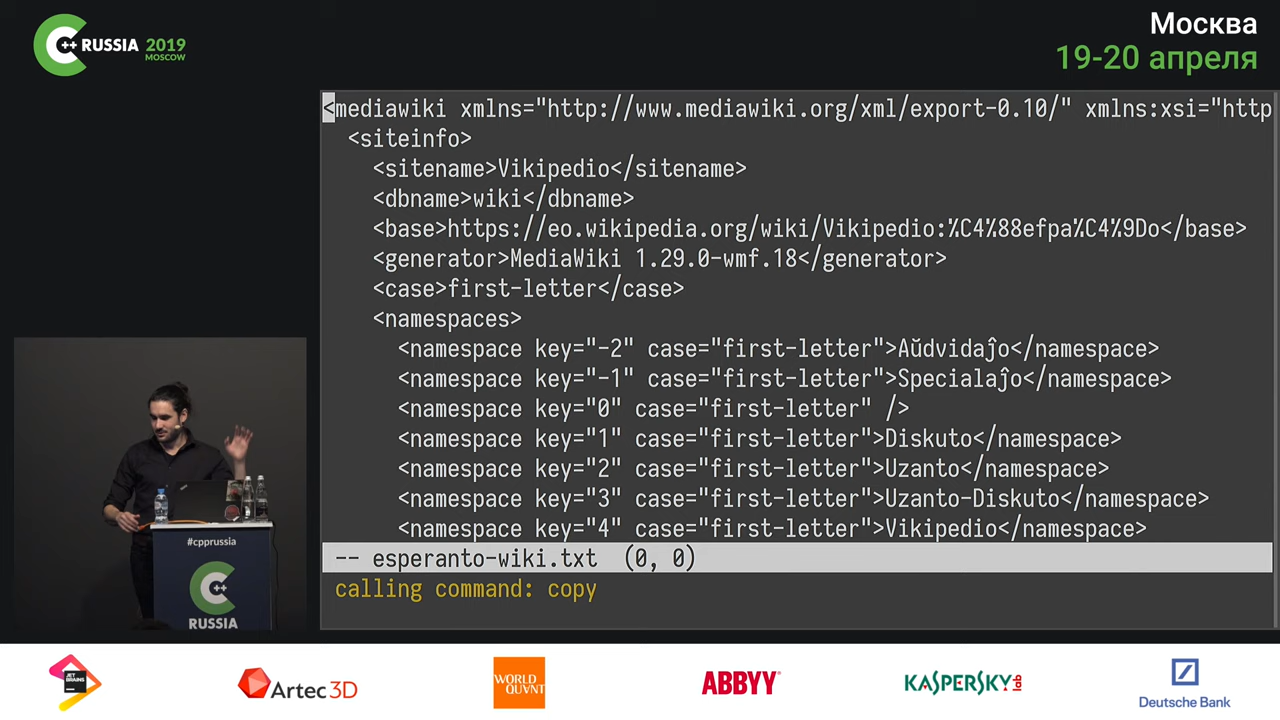 C++ RUSSIA 2019
MOSCOW
Москва
19-20 апреля
<mediawiki xmlns="http://www.mediawiki.org/xml/export-0.10/" xmlns:xsi="http
<siteinfo>
<sitename>Vikipedio</sitename>
<dbname>wiki</dbname>
<base>https://eo.wikipedia.org/wiki/Vikipedio:%C4%88efpa%C4%9Do</base>
<generator>MediaWiki 1.29.0-wmf.18</generator>
<case>first-letter</case>
<namespaces>
<namespace key="-2" case="first-letter">Aŭdvidaĵo</namespace>
<namespace key="-1" case="first-letter">Specialaĵo</namespace>
<namespace key="0" case="first-letter" />
<namespace key="1" case="first-letter">Diskuto</namespace>
<namespace key="2" case="first-letter">Uzanto</namespace>
<namespace key="3" case="first-letter">Uzanto-Diskuto</namespace>
<namespace key="4" case="first-letter">Vikipedio</namespace>
-- esperanto-wiki.txt (0, 0)
calling command: copy
#cpprussia
C++
RUSSIA
JET BRAINS
Artec 3D
WORLD QUANT
ABBYY
KASPERSKY lab
Deutsche Bank